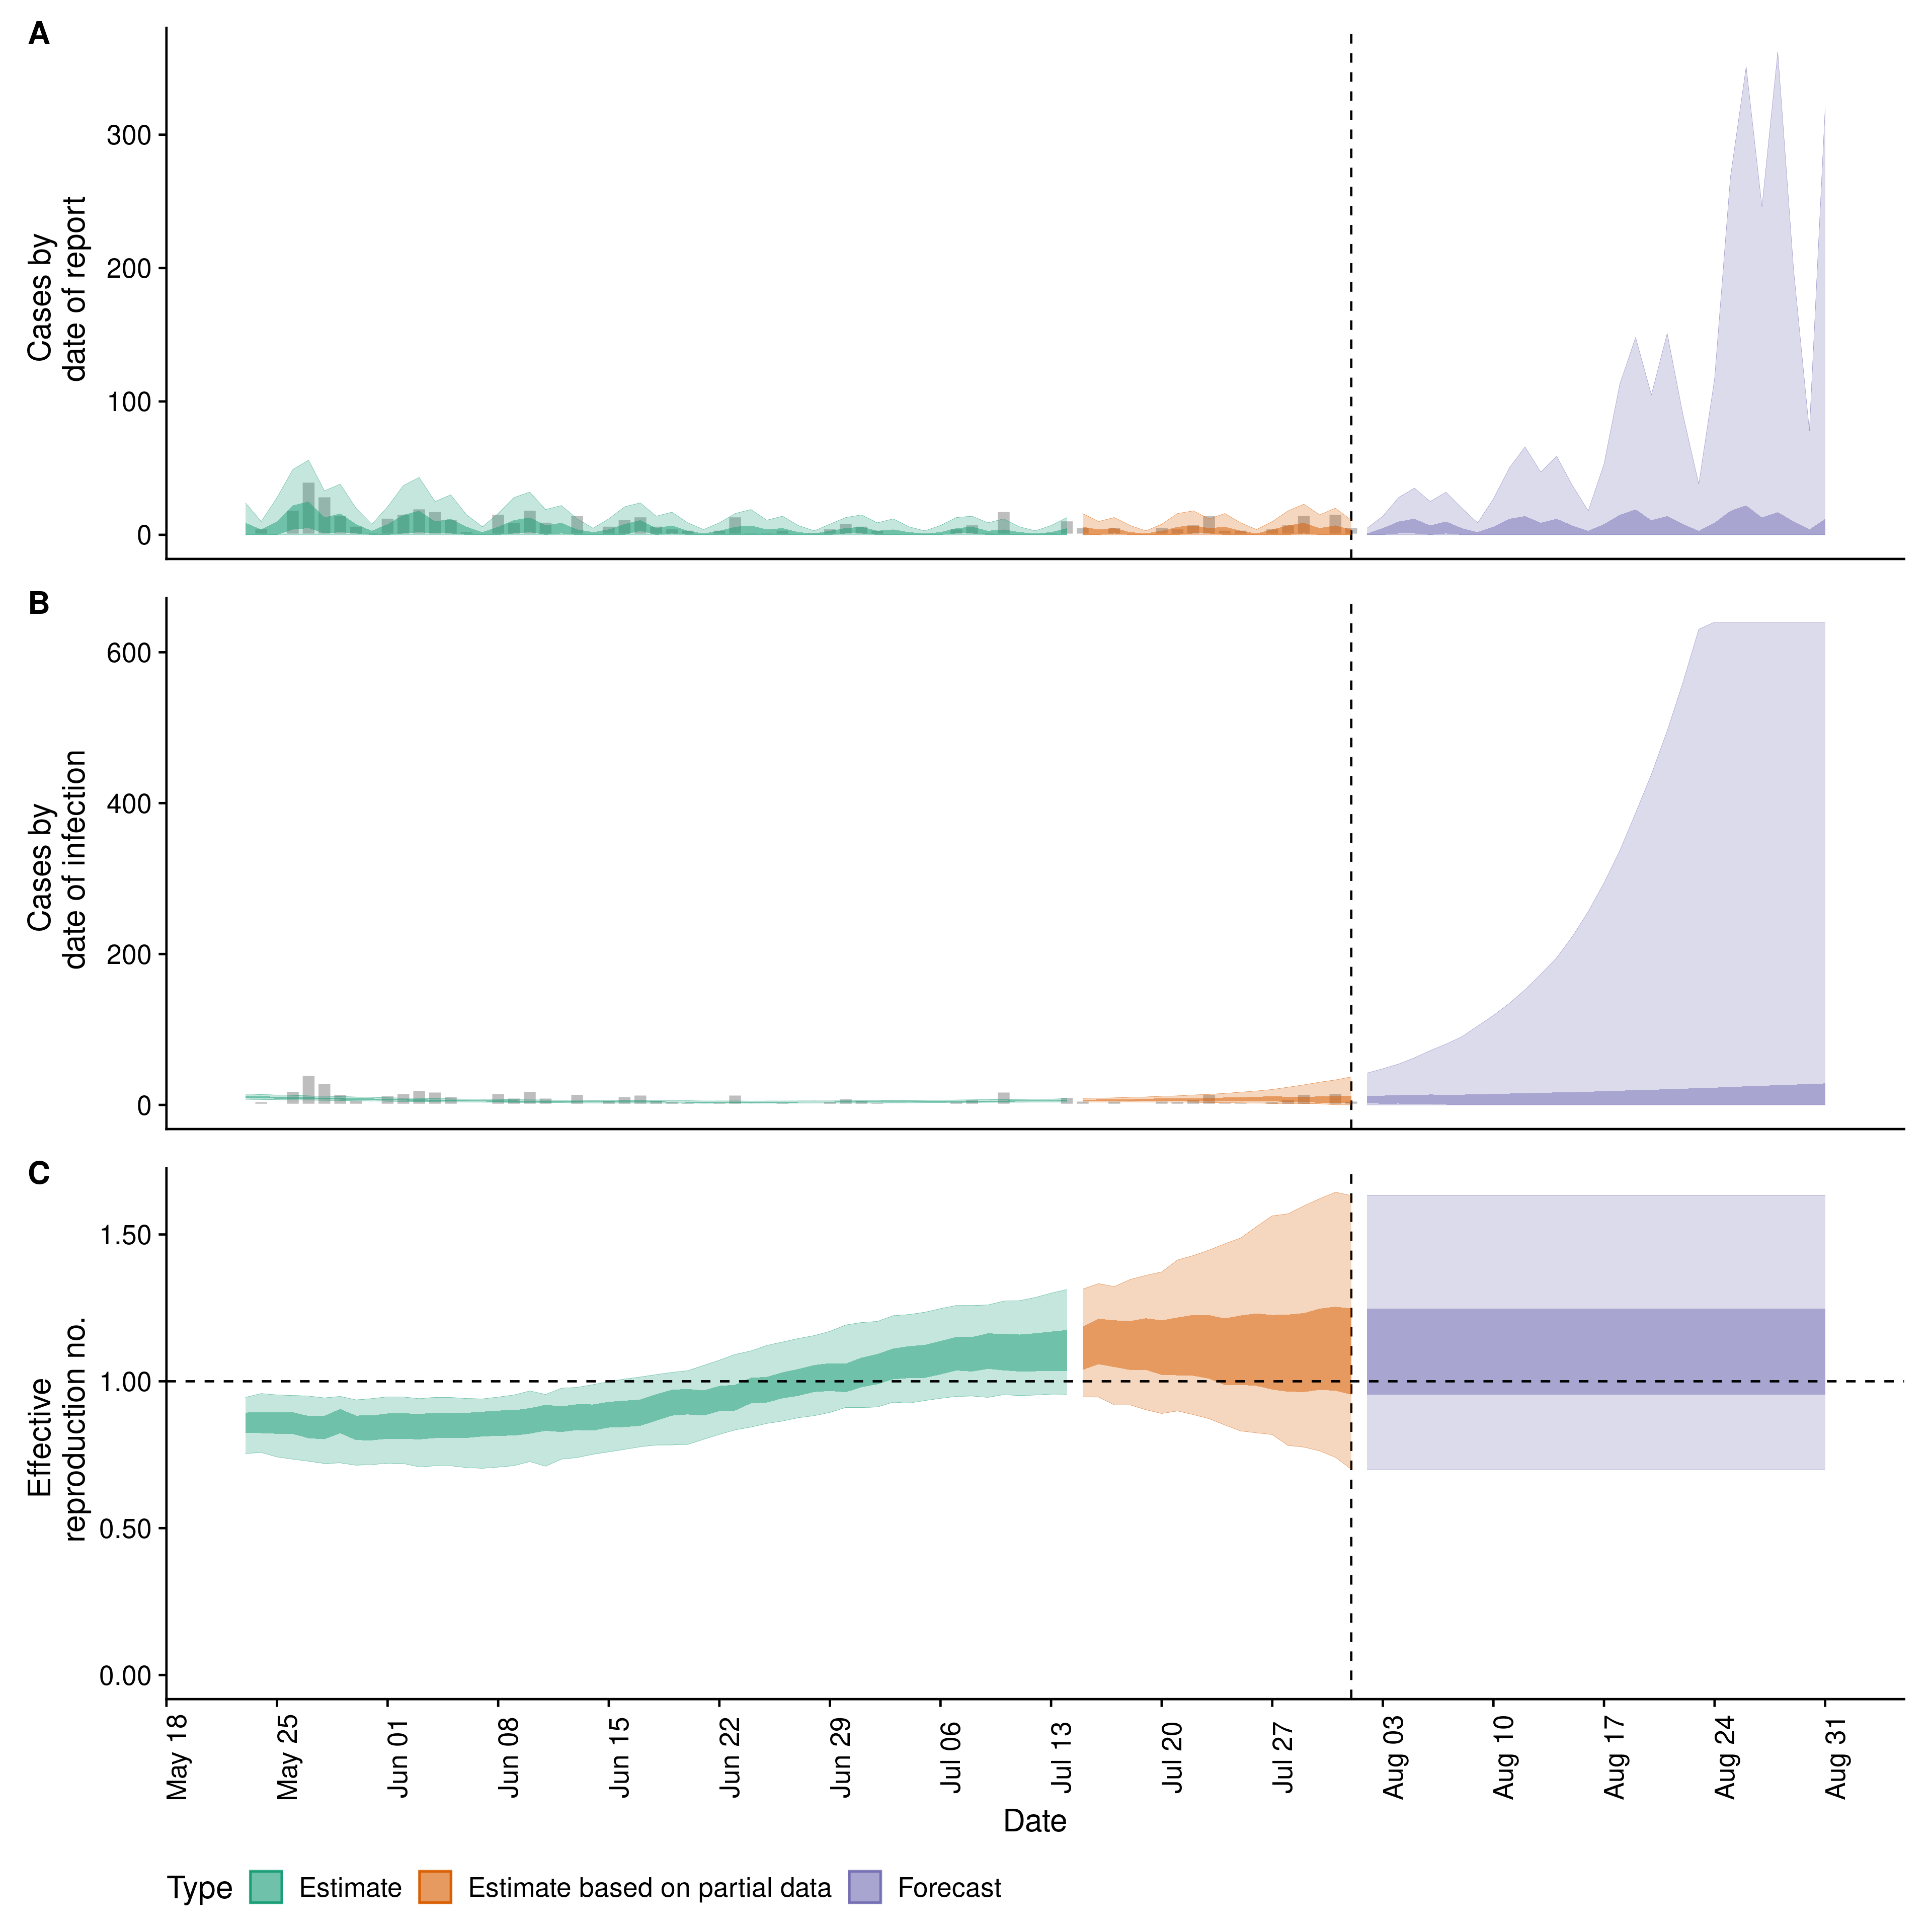 A
Cases by
date of report
300
200
100
0
B
Cases by
date of infection
600
400
200
0
C
Effective
reproduction no.
1.50
1.00
0.50
0.00
May 18
May 25
Jun 01
Jun 08
Jun 15
Jun 22
Jun 29
Jul 06
Jul 13
Jul 20
Jul 27
Aug 03
Aug 10
Aug 17
Aug 24
Aug 31
Date
Type Estimate Estimate based on partial data Forecast